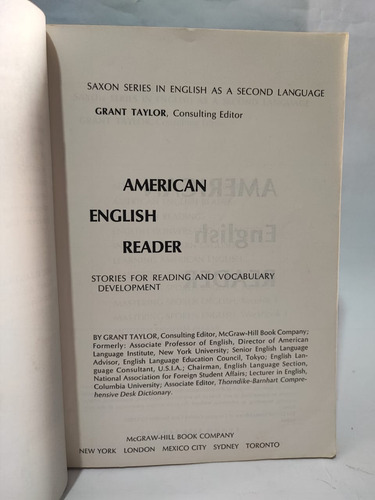 SAXON SERIES IN ENGLISH AS A SECOND LANGUAGE
GRANT TAYLOR, Consulting Editor
AMERICAN
ENGLISH
READER
STORIES FOR READING AND VOCABULARY
DEVELOPMENT
BY GRANT TAYLOR, Consulting Editor, McGraw-Hill Book Company;
Formerly: Associate Professor of English, Director of American
Language Institute, New York University; Senior English Language
Advisor, English Language Education Council, Tokyo; English Lan-
guage Consultant, U.S.I.A.; Chairman, English Language Section,
National Association for Foreign Student Affairs; Lecturer in English,
Columbia University; Associate Editor, Thorndike-Barnhart Compre-
hensive Desk Dictionary.
McGRAW-HILL BOOK COMPANY
NEW YORK LONDON MEXICO CITY SYDNEY TORONTO